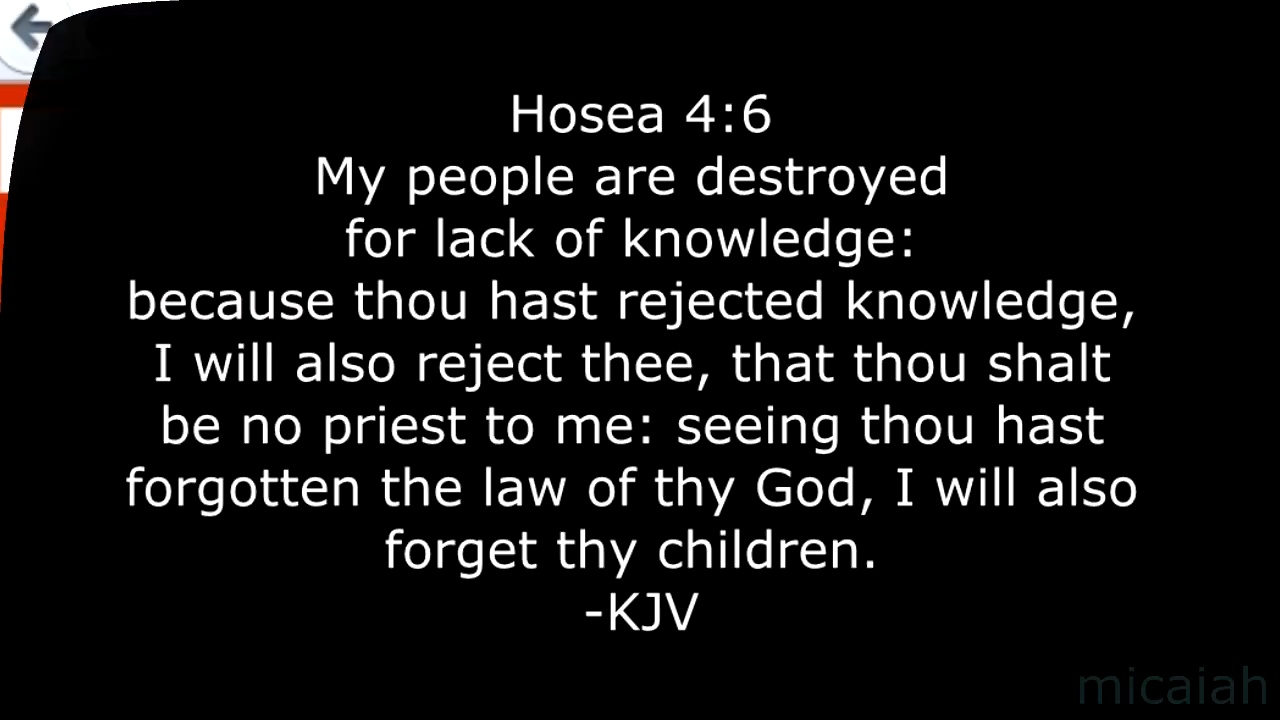 Hosea 4:6
My people are destroyed
for lack of knowledge:
because thou hast rejected knowledge,
I will also reject thee, that thou shalt
be no priest to me: seeing thou hast
forgotten the law of thy God, I will also
forget thy children.
-KJV
micaiah